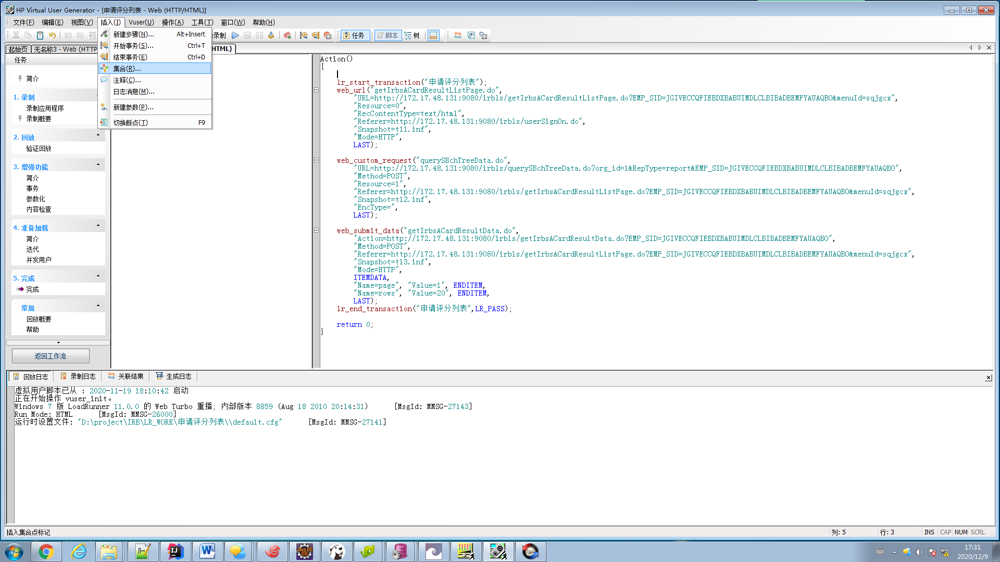 HP Virtual User Generator - [申请评分列表 - Web (HTTP/HTML)]
文件(F) 编辑(E) 视图(V) 插入(I) Vuser(U) 操作(A) 工具(T) 窗口(W) 帮助(H)
录制 任务 脚本 树
新建步骤(N)... Alt+Insert
开始事务(S)... Ctrl+T
结束事务(E) Ctrl+D
集合(R)...
注释(C)...
日志消息(M)...
新建参数(P)...
切换断点(T) F9
起始页 无名称3 - Web (HTTP HTML)
任务
简介
1. 录制
录制应用程序
录制概要
2. 回放
验证回放
3. 增强功能
简介
事务
参数化
内容检查
4. 准备加载
简介
迭代
并发用户
5. 完成
完成
常规
回放概要
帮助
返回工作流
Action()
{
lr_start_transaction("申请评分列表");
web_url("getIrbsACardResultListPage.do",
"URL=http://172.17.48.131:9080/irbls/getIrbsACardResultListPage.do?EMP_SID=JGIVECCQFIEBDXBABUIMDLCLBIBADBEMFYAUAQBO&menuId=sqjgcx",
"Resource=0",
"RecContentType=text/html",
"Referer=http://172.17.48.131:9080/irbls/userSignOn.do",
"Snapshot=t11.inf",
"Mode=HTTP",
LAST);
web_custom_request("querySBchTreeData.do",
"URL=http://172.17.48.131:9080/irbls/querySBchTreeData.do?org_id=1&RepType=report&EMP_SID=JGIVECCQFIEBDXBABUIMDLCLBIBADBEMFYAUAQBO",
"Method=POST",
"Resource=1",
"Referer=http://172.17.48.131:9080/irbls/getIrbsACardResultListPage.do?EMP_SID=JGIVECCQFIEBDXBABUIMDLCLBIBADBEMFYAUAQBO&menuId=sqjgcx",
"Snapshot=t12.inf",
"EncType=",
LAST);
web_submit_data("getIrbsACardResultData.do",
"Action=http://172.17.48.131:9080/irbls/getIrbsACardResultData.do?EMP_SID=JGIVECCQFIEBDXBABUIMDLCLBIBADBEMFYAUAQBO",
"Method=POST",
"Referer=http://172.17.48.131:9080/irbls/getIrbsACardResultListPage.do?EMP_SID=JGIVECCQFIEBDXBABUIMDLCLBIBADBEMFYAUAQBO&menuId=sqjgcx",
"Snapshot=t13.inf",
"Mode=HTTP",
ITEMDATA,
"Name=page", "Value=1", ENDITEM,
"Name=rows", "Value=20", ENDITEM,
LAST);
lr_end_transaction("申请评分列表",LR_PASS);
return 0;
}
回放日志 录制日志 关联结果 生成日志
虚拟用户脚本已从 : 2020-11-19 18:10:42 启动
正在开始操作 vuser_init。
Windows 7 版 LoadRunner 11.0.0 的 Web Turbo 重播; 内部版本 8859 (Aug 18 2010 20:14:31) [MsgId: MMSG-27143]
Run Mode: HTML [MsgId: MMSG-26000]
运行时设置文件: "D:\project\IRB\LR_WORK\申请评分列表\\default.cfg" [MsgId: MMSG-27141]
插入集合点标记 列: 5 行: 3 INS CAP NUM SCRL
17:31
2020/12/9